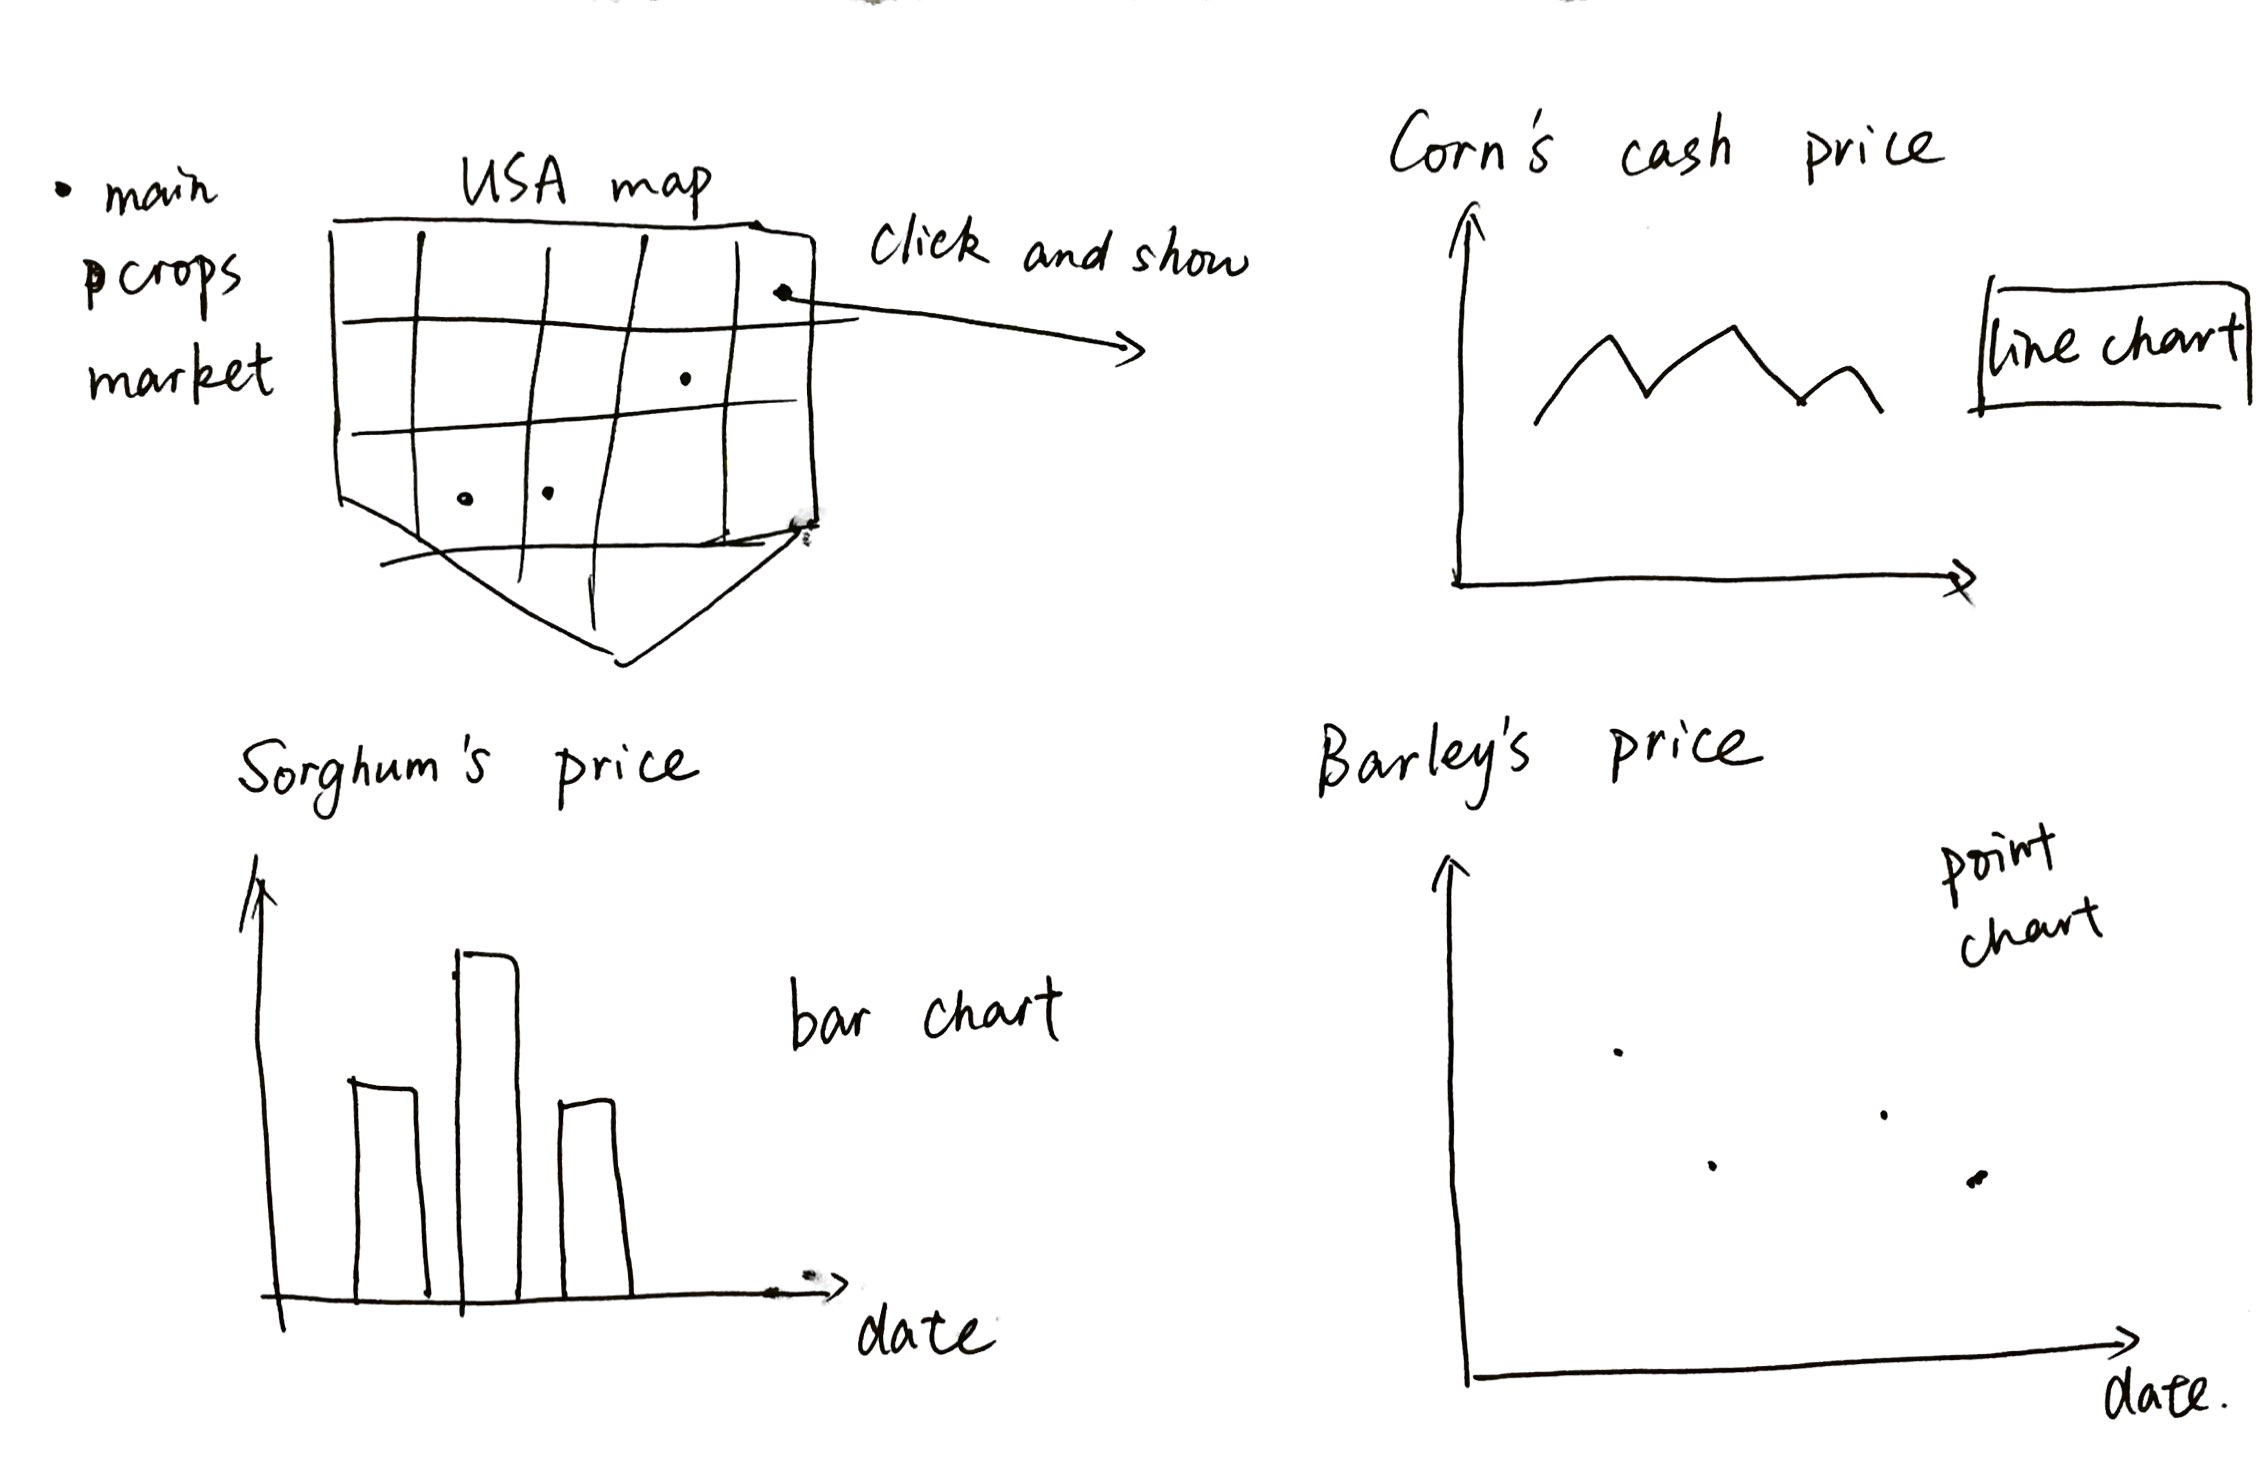 • main
crops
market
USA map
click and show
Corn's cash price
line chart
Sorghum's price
bar chart
date
Barley's price
point
chart
date.